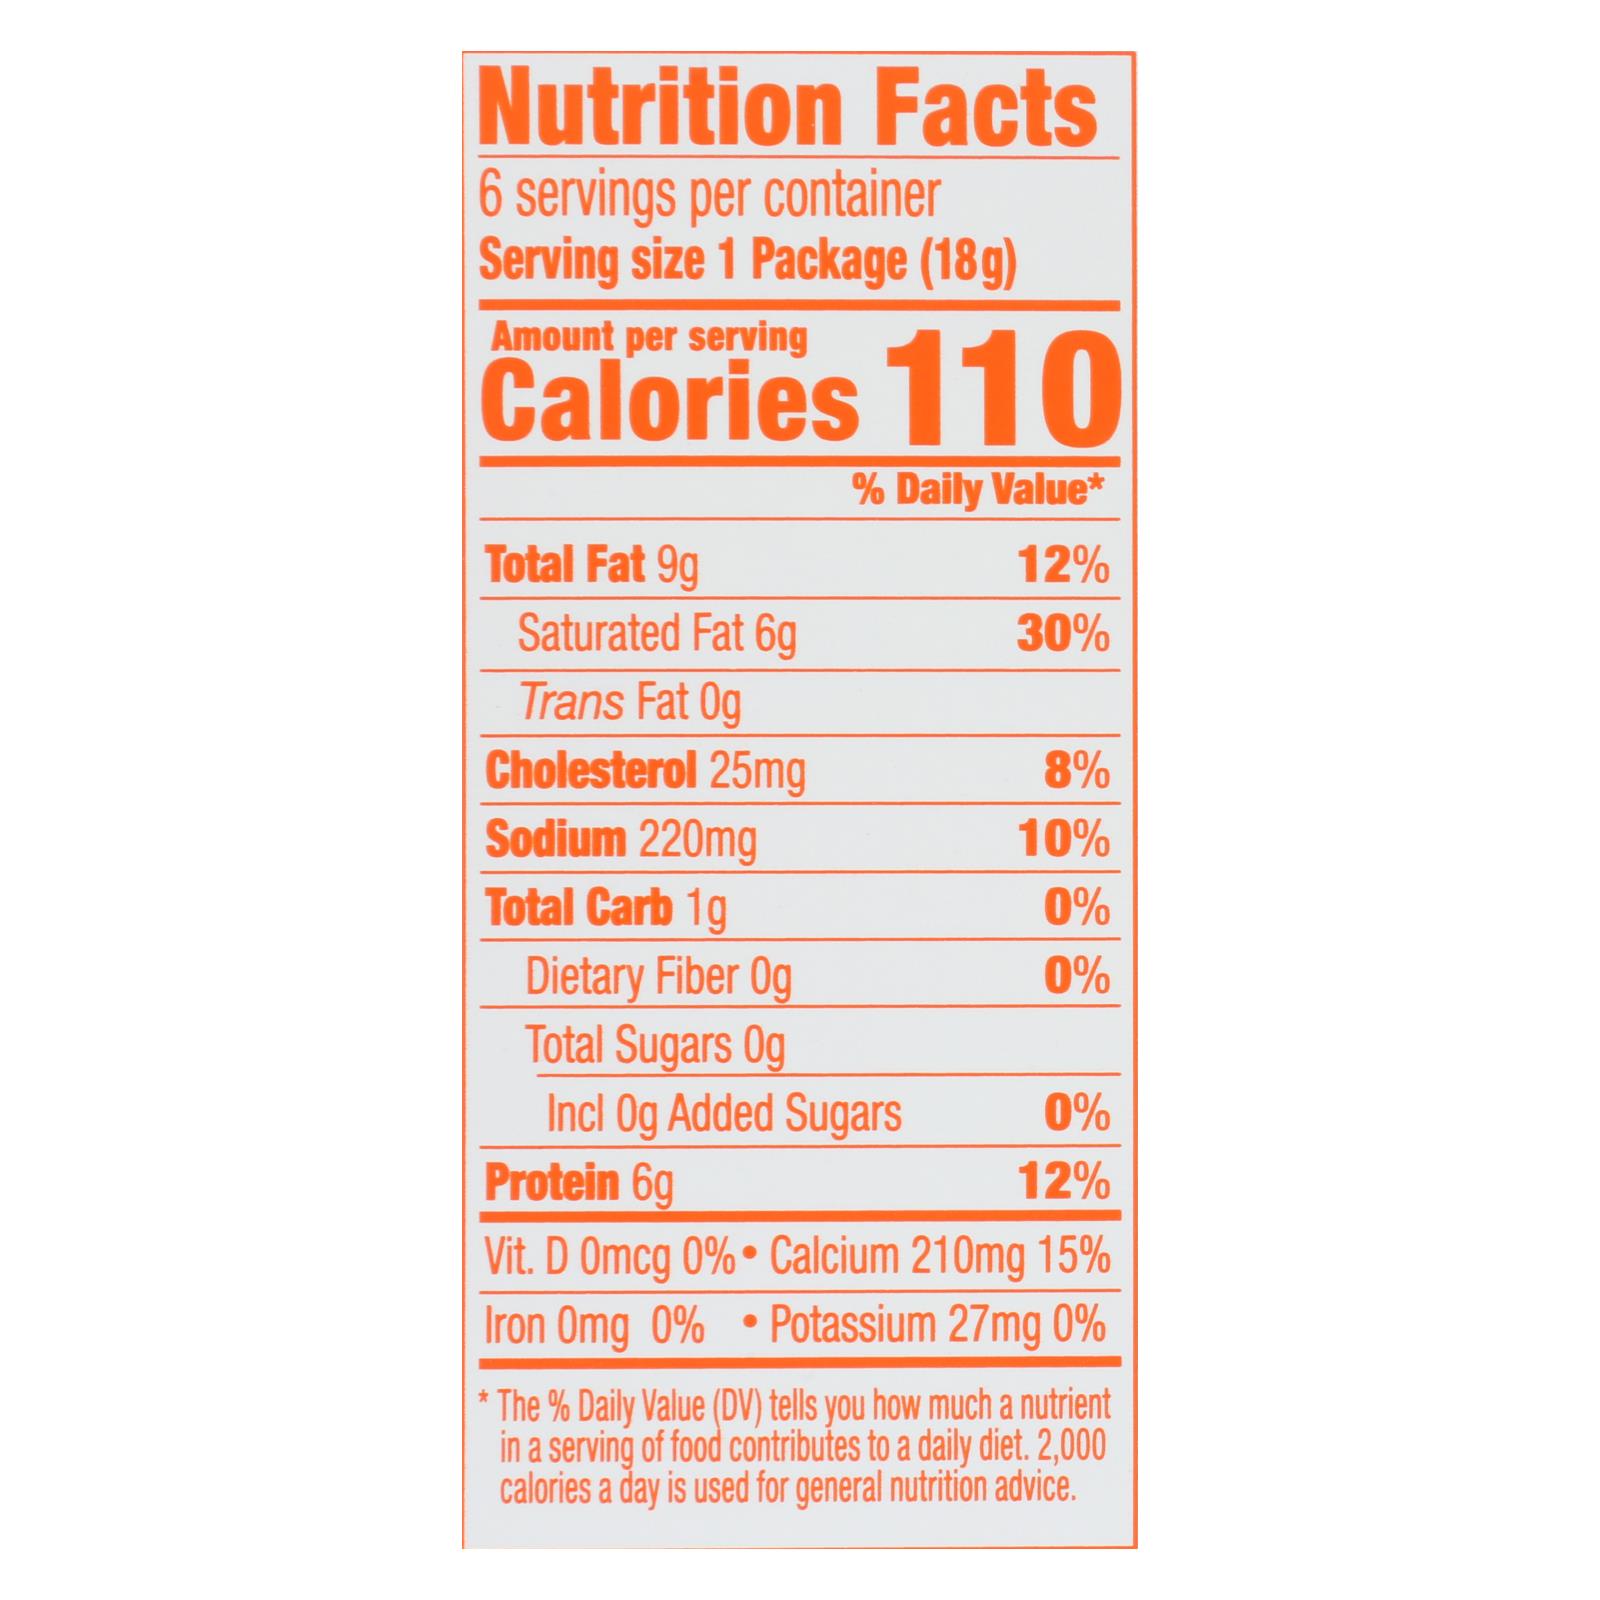 Nutrition Facts
6 servings per container
Serving size 1 Package (18g)
Amount per serving
Calories 110
% Daily Value*
Total Fat 9g 12%
Saturated Fat 6g 30%
Trans Fat 0g
Cholesterol 25mg 8%
Sodium 220mg 10%
Total Carb 1g 0%
Dietary Fiber 0g 0%
Total Sugars 0g
Incl 0g Added Sugars 0%
Protein 6g 12%
Vit. D 0mcg 0% • Calcium 210mg 15%
Iron 0mg 0% • Potassium 27mg 0%
* The % Daily Value (DV) tells you how much a nutrient
in a serving of food contributes to a daily diet. 2,000
calories a day is used for general nutrition advice.